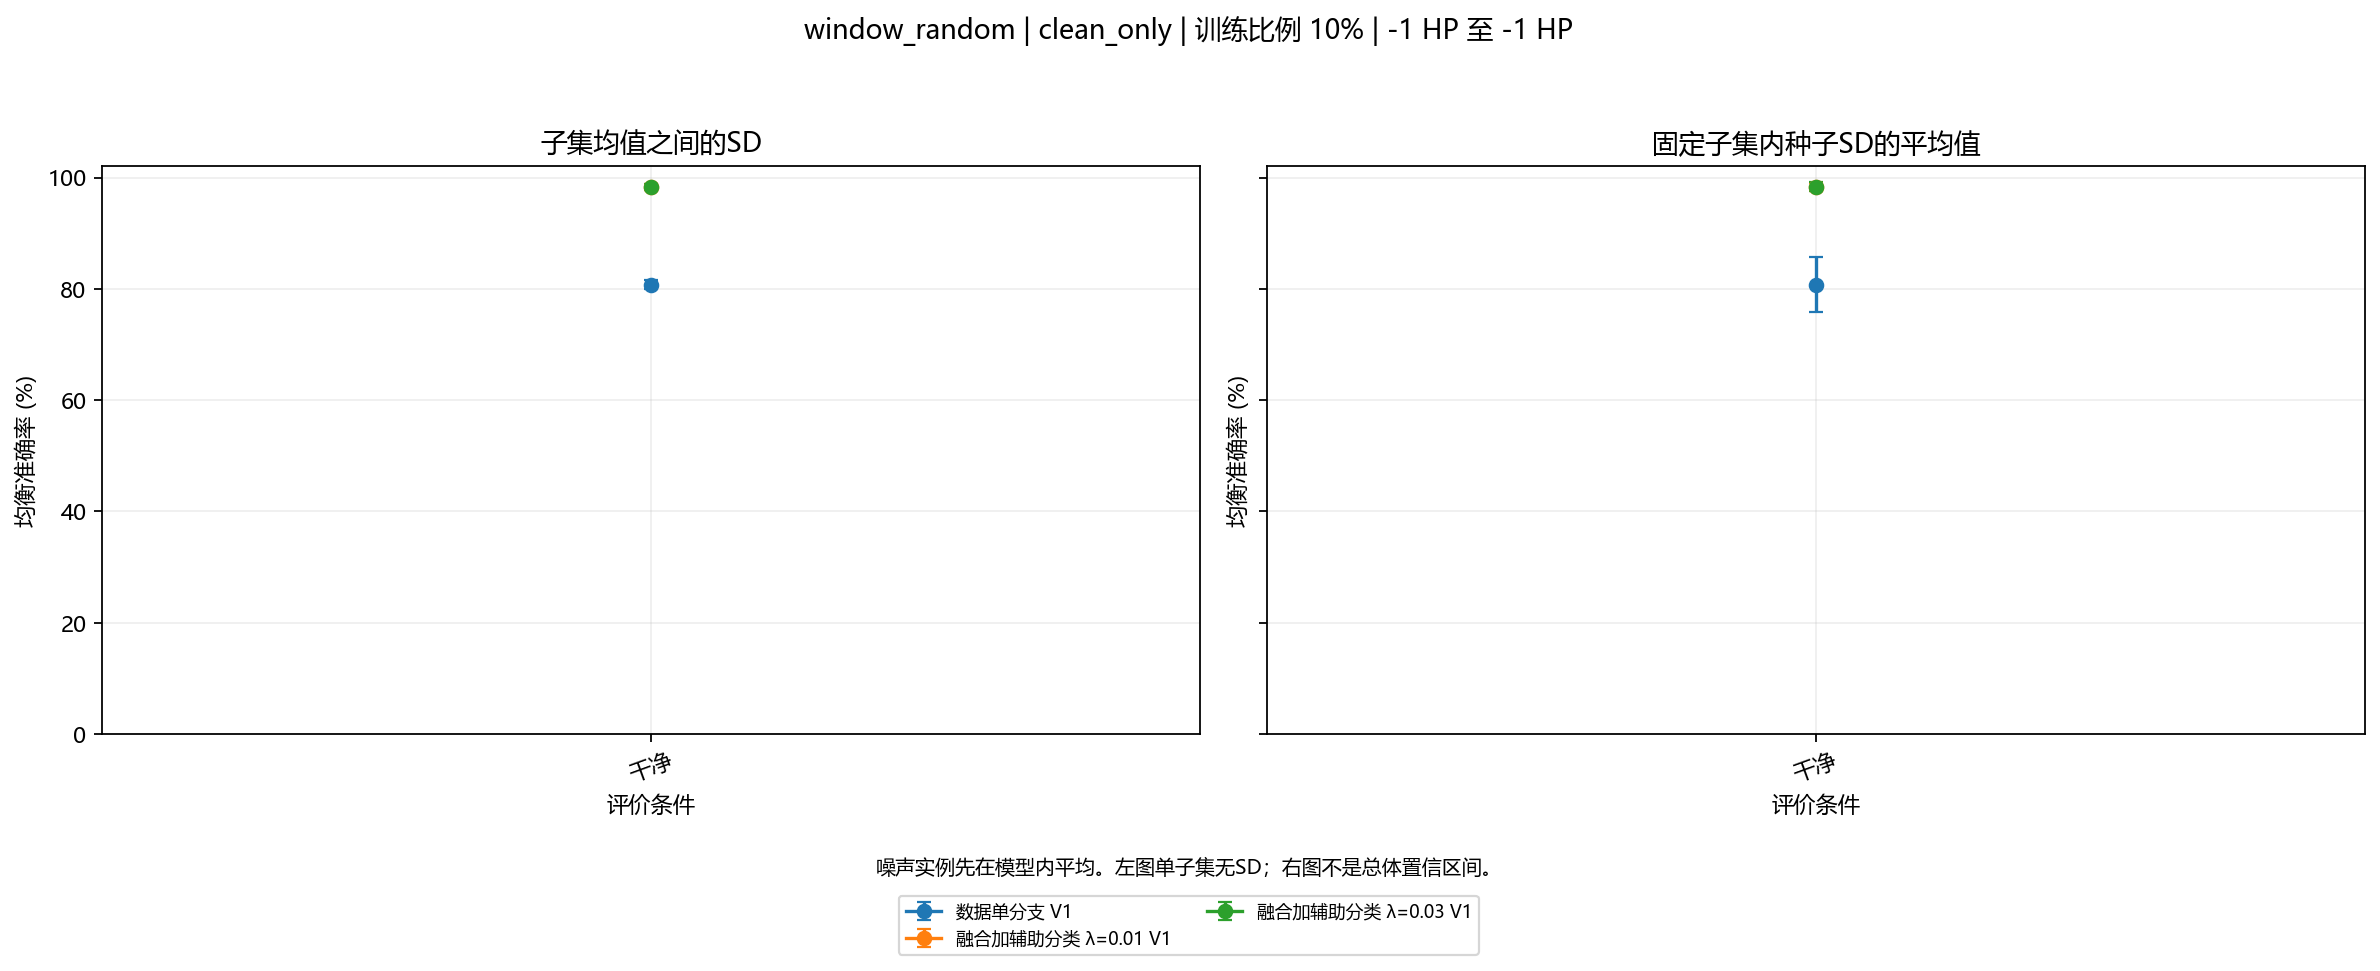 window_random | clean_only | 训练比例 10% | -1 HP 至 -1 HP
子集均值之间的SD
均衡准确率 (%)
100
80
60
40
20
0
干净
评价条件
固定子集内种子SD的平均值
均衡准确率 (%)
干净
评价条件
噪声实例先在模型内平均。左图单子集无SD；右图不是总体置信区间。
数据单分支 V1
融合加辅助分类 λ=0.01 V1
融合加辅助分类 λ=0.03 V1